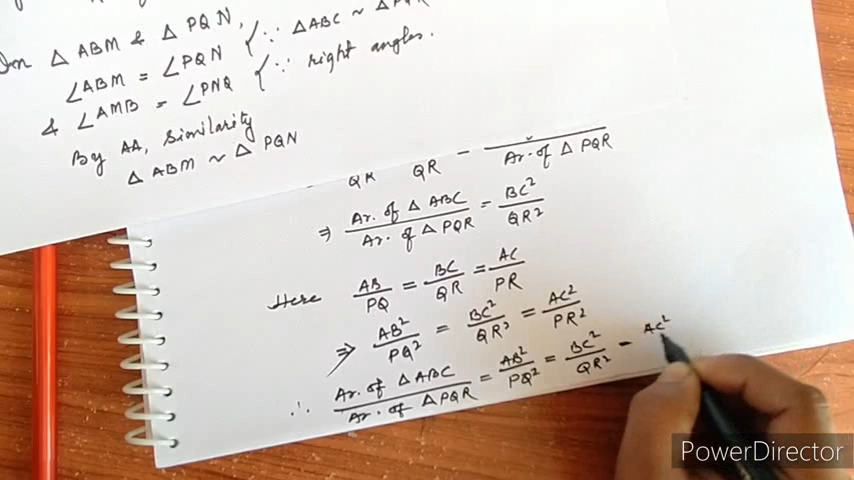 In △ ABM & △ PQN,
∠ABM = ∠PQN {∵ △ABC ~ △PQR
& ∠AMB = ∠PNQ {∵ right angles.
By AA, Similarity
△ ABM ~ △ PQN
QR QR - Ar. of △ PQR
⇒ Ar. of △ ABC / Ar. of △ PQR = BC² / QR²
Here AB / PQ = BC / QR = AC / PR
⇒ AB² / PQ² = BC² / QR² = AC² / PR²
∴ Ar. of △ ABC / Ar. of △ PQR = AB² / PQ² = BC² / QR² - AC²
PowerDirector